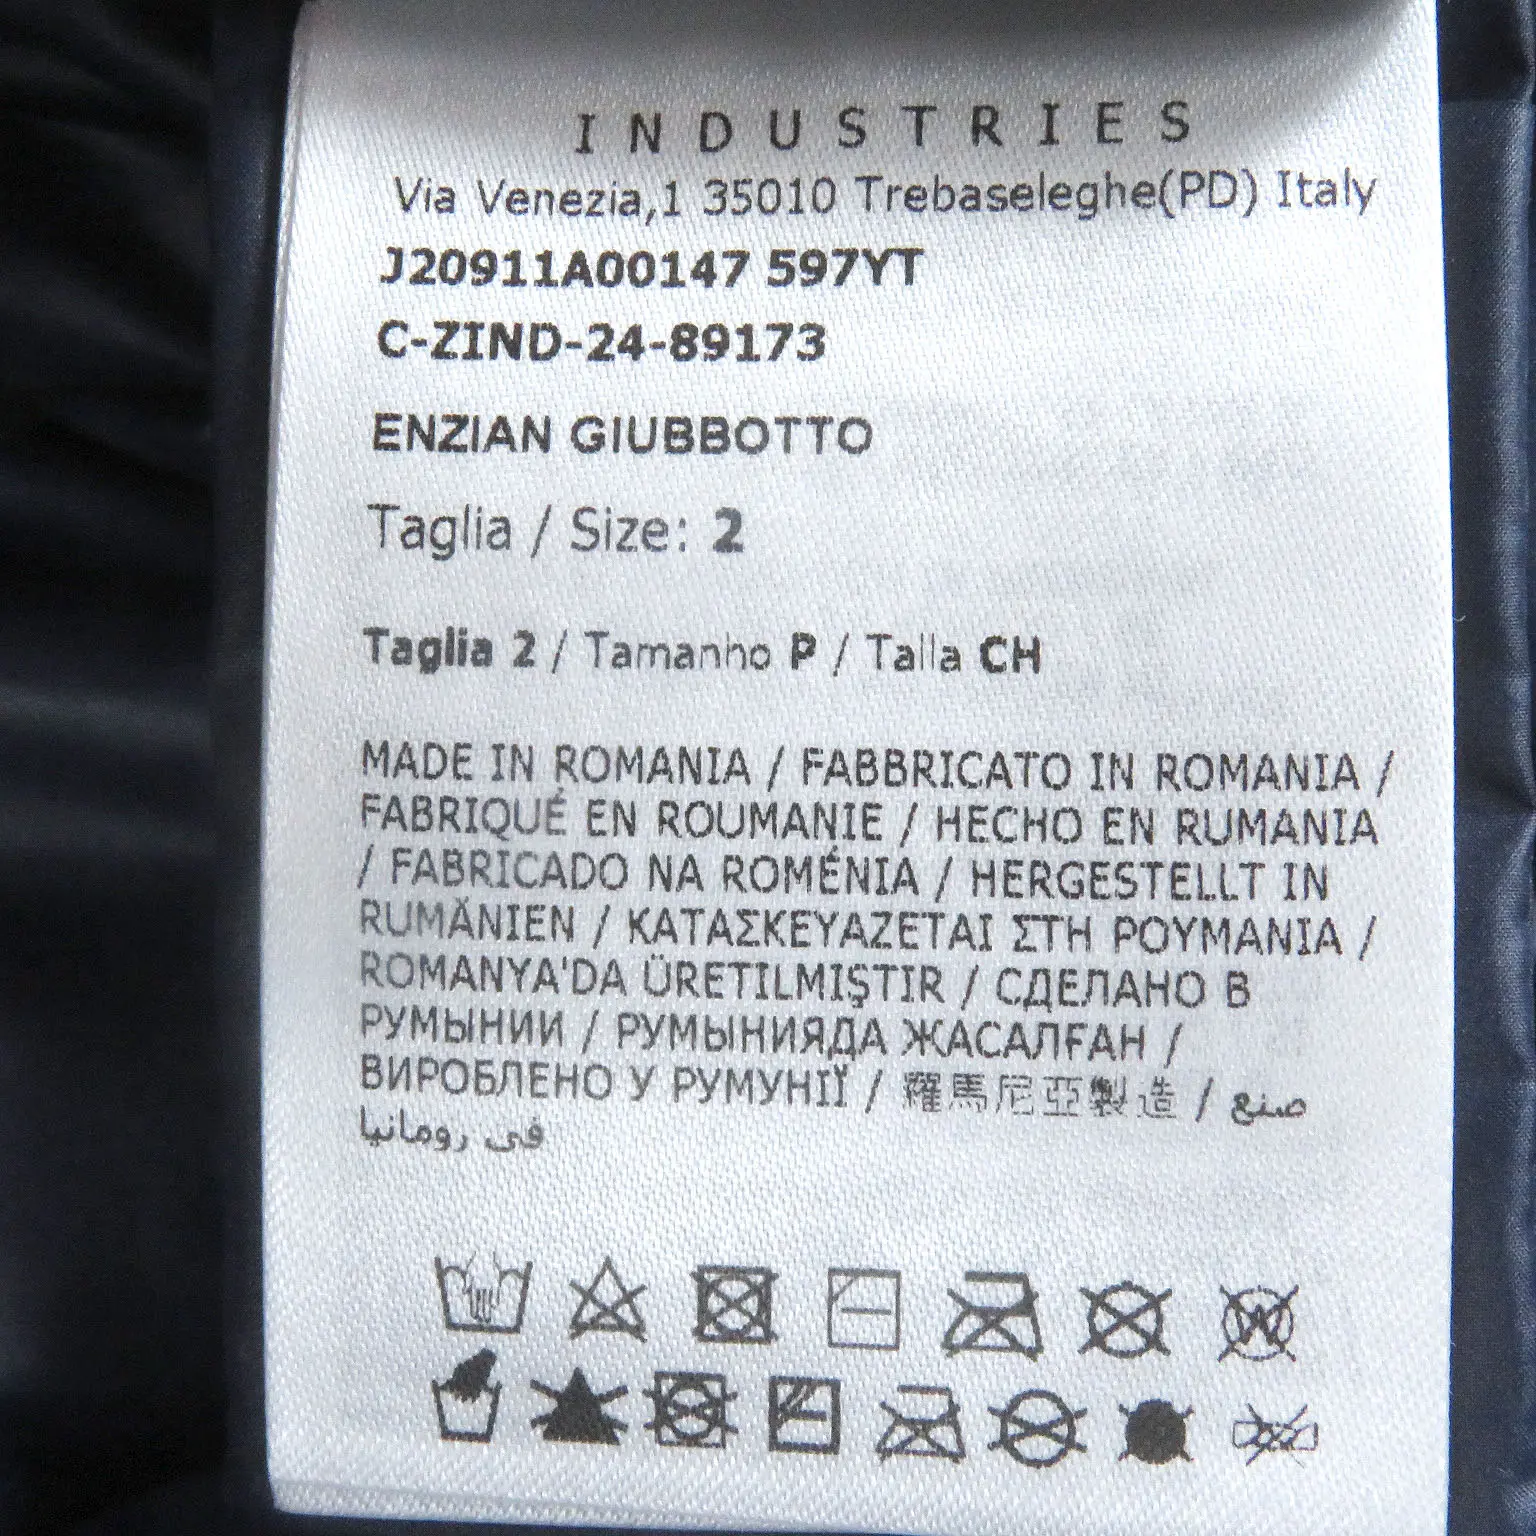 INDUSTRIES
Via Venezia,1 35010 Trebaseleghe(PD) Italy
J20911A00147 597YT
C-ZIND-24-89173
ENZIAN GIUBBOTTO
Taglia / Size: 2
Taglia 2 / Tamanho P / Talla CH
MADE IN ROMANIA / FABBRICATO IN ROMANIA /
FABRIQUÉ EN ROUMANIE / HECHO EN RUMANIA
/ FABRICADO NA ROMÉNIA / HERGESTELLT IN
RUMÄNIEN / ΚΑΤΑΣΚΕΥΑΖΕΤΑΙ ΣΤΗ ΡΟΥΜΑΝΙΑ /
ROMANYA'DA ÜRETILMIŞTIR / СДЕЛАНО В
РУМЫНИИ / РУМЫНИЯДА ЖАСАЛҒАН /
ВИРОБЛЕНО У РУМУНІЇ / 羅馬尼亞製造 / صنع
في رومانيا